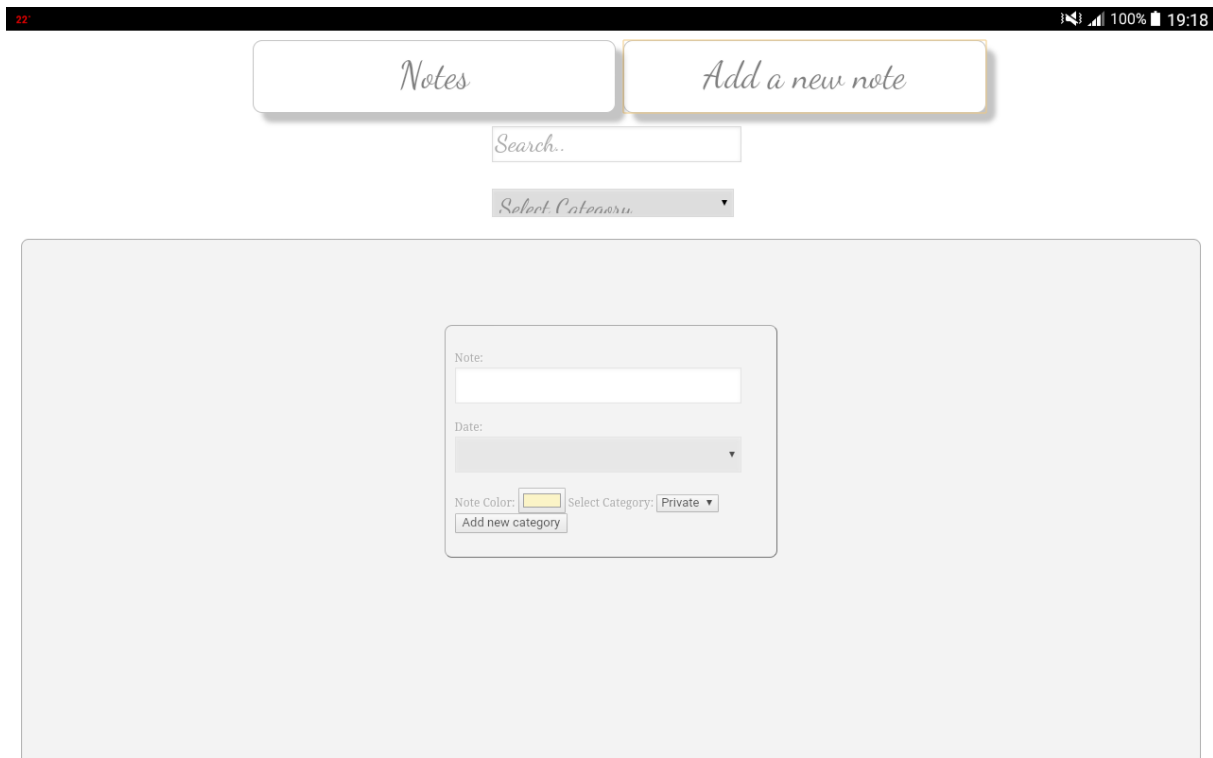 22°
100% 19:18
Notes
Add a new note
Search..
Select Category
Note:
Date:
Note Color: Select Category: Private
Add new category